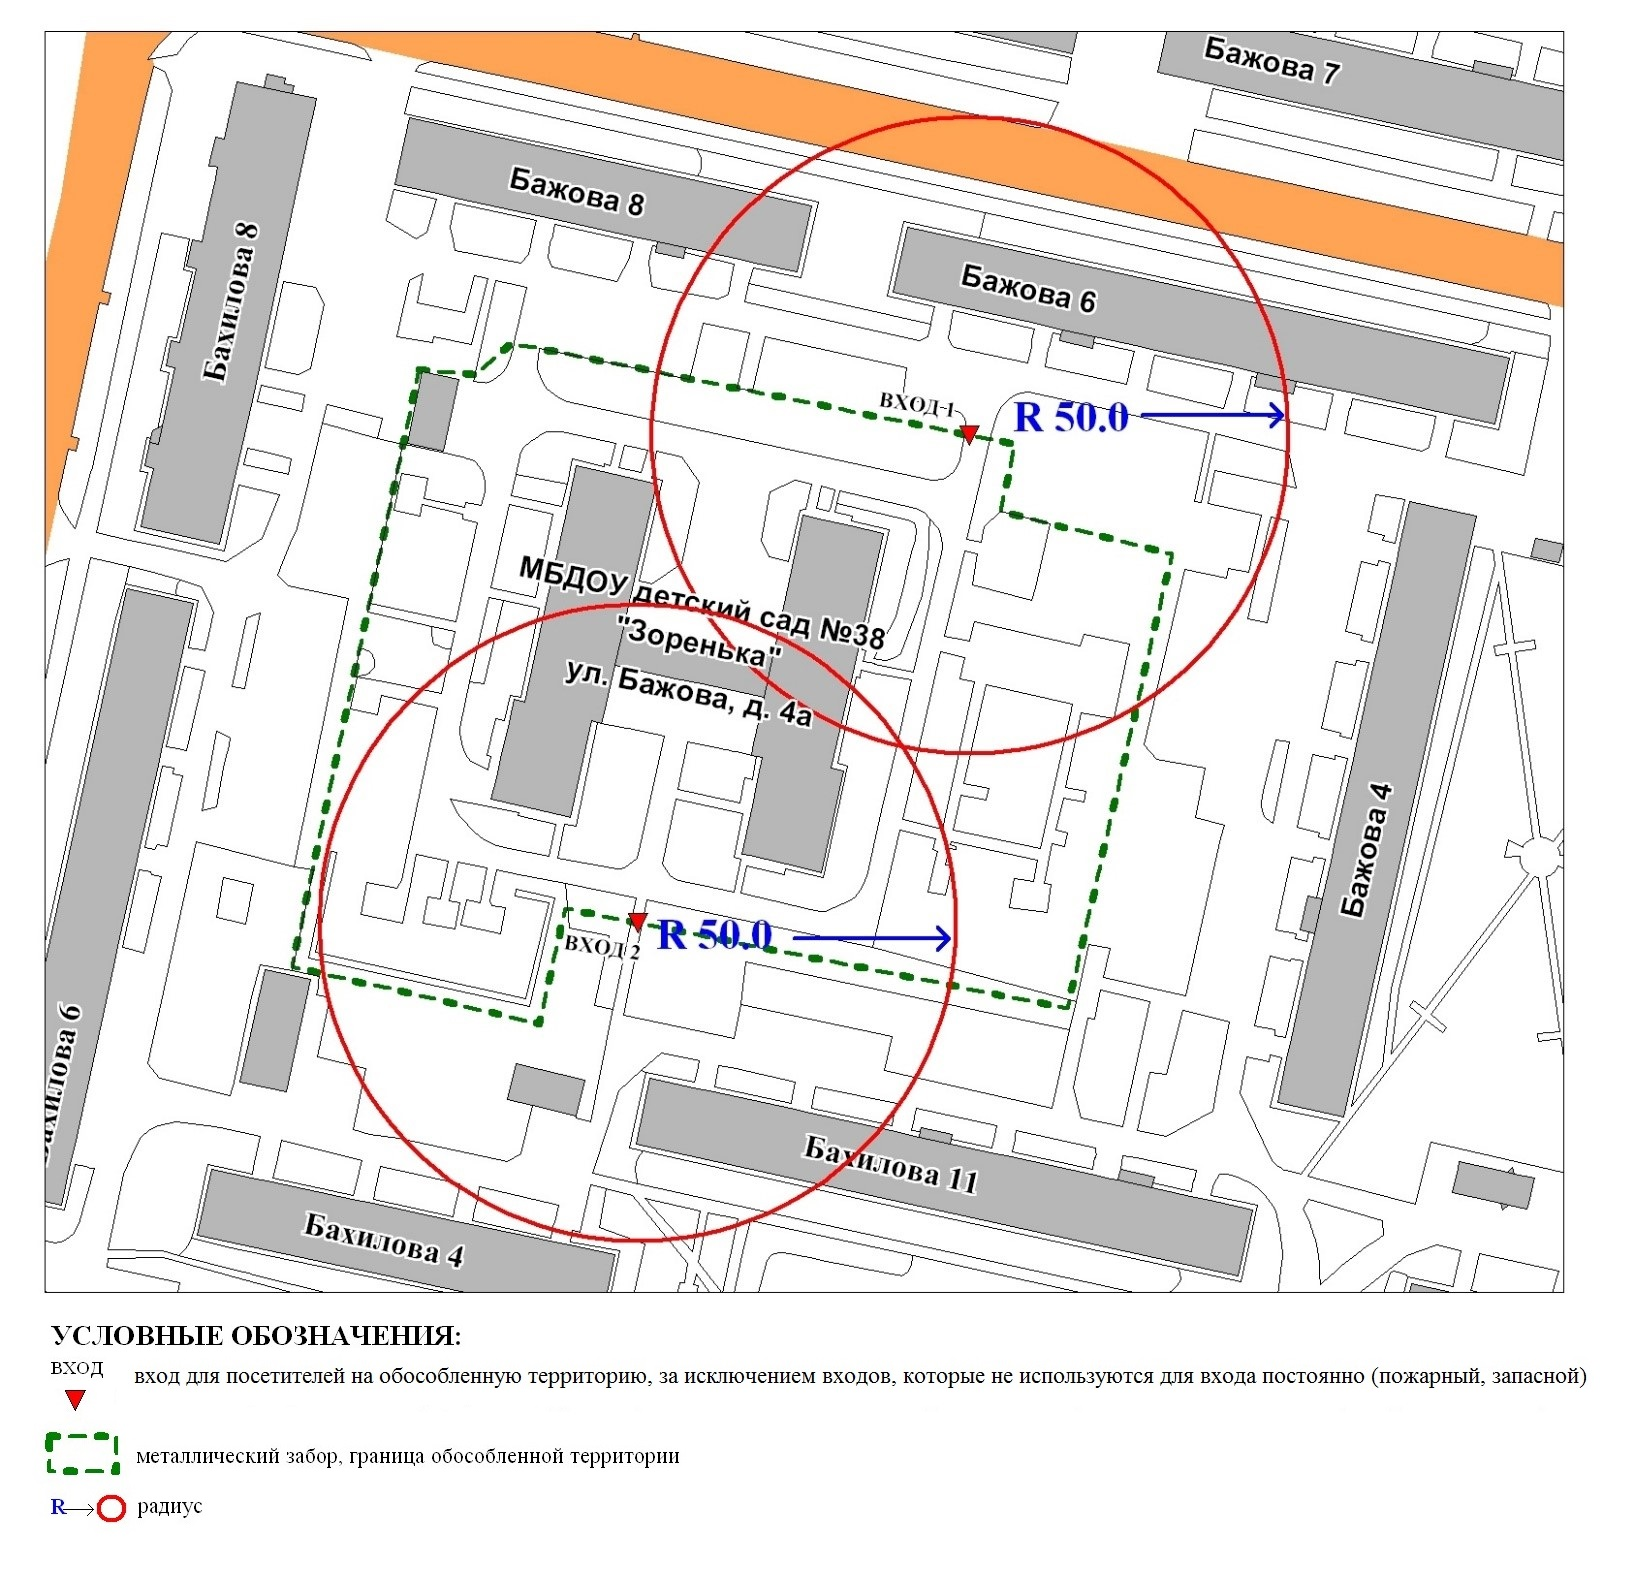 Бажова 7
Бажова 8
Бахилова 8
Бажова 6
ВХОД 1
R 50.0
МБДОУ детский сад №38
"Зоренька"
ул. Бажова, д. 4а
Бажова 4
R 50.0
ВХОД 2
Бахилова 6
Бахилова 11
Бахилова 4
УСЛОВНЫЕ ОБОЗНАЧЕНИЯ:
ВХОД
вход для посетителей на обособленную территорию, за исключением входов, которые не используются для входа постоянно (пожарный, запасной)
металлический забор, граница обособленной территории
R
радиус